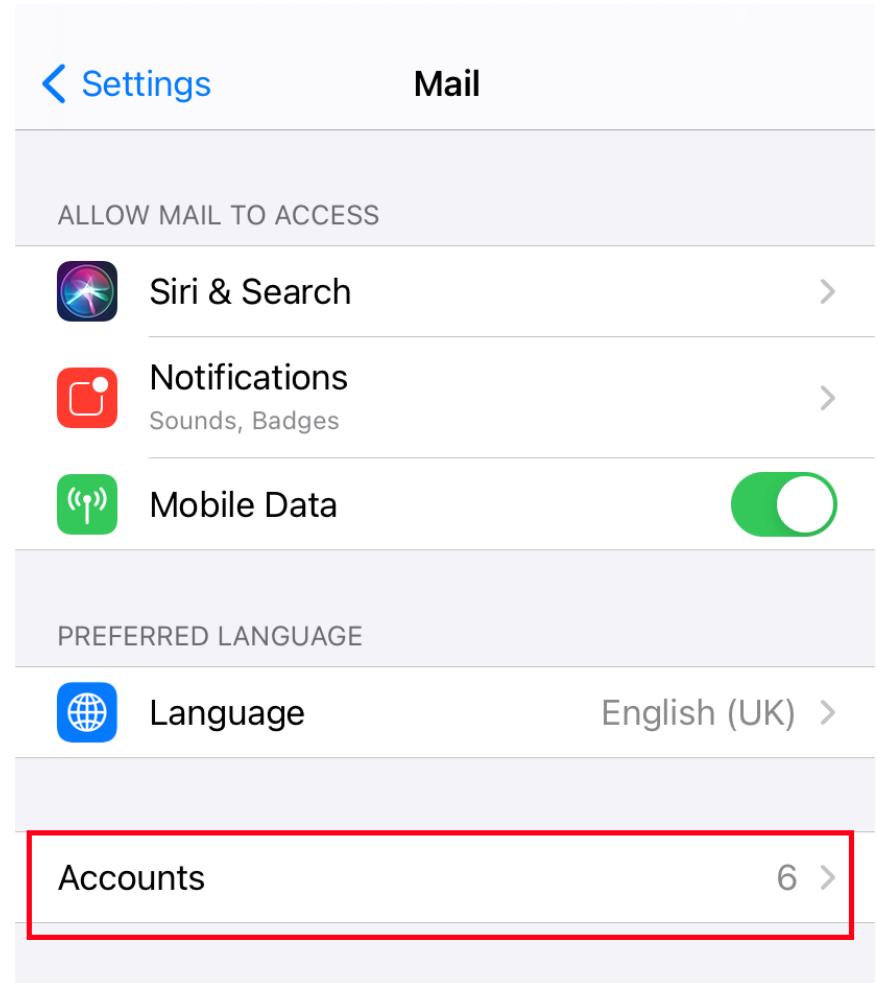 Settings Mail
ALLOW MAIL TO ACCESS
Siri & Search
Notifications
Sounds, Badges
Mobile Data
PREFERRED LANGUAGE
Language English (UK)
Accounts 6